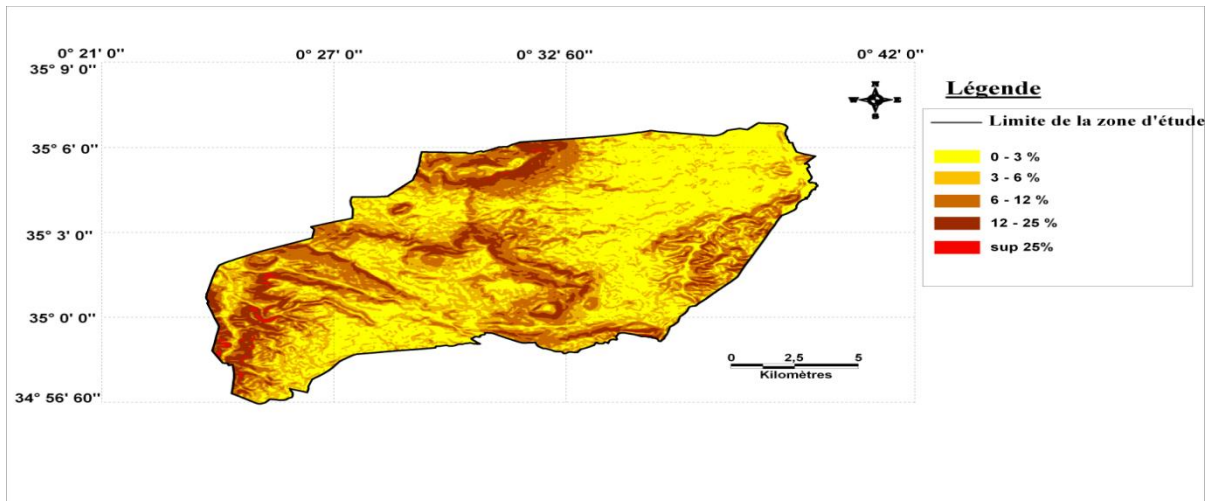 0° 21' 0'' 0° 27' 0'' 0° 32' 60'' 0° 42' 0''
35° 9' 0''
35° 6' 0''
35° 3' 0''
35° 0' 0''
34° 56' 60''
N
W E
S
Légende
Limite de la zone d'étude
0 - 3 %
3 - 6 %
6 - 12 %
12 - 25 %
sup 25%
0 2,5 5
Kilomètres